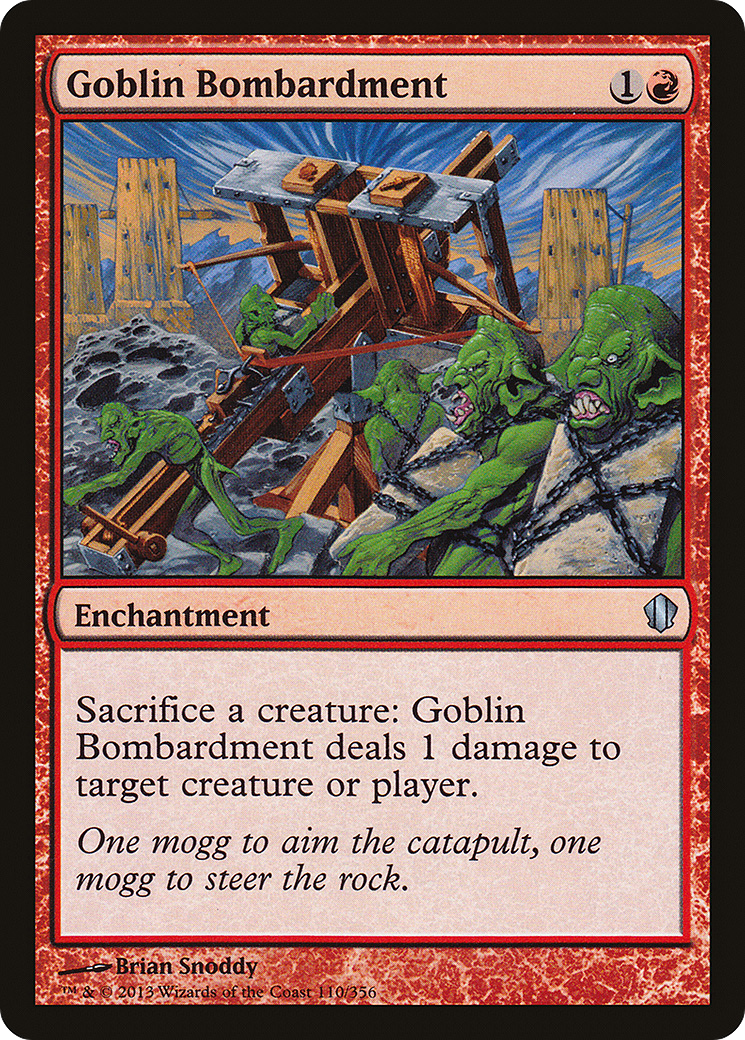 Goblin Bombardment 1
Enchantment
Sacrifice a creature: Goblin
Bombardment deals 1 damage to
target creature or player.
One mogg to aim the catapult, one
mogg to steer the rock.
Brian Snoddy
™ & © 2013 Wizards of the Coast 110/356